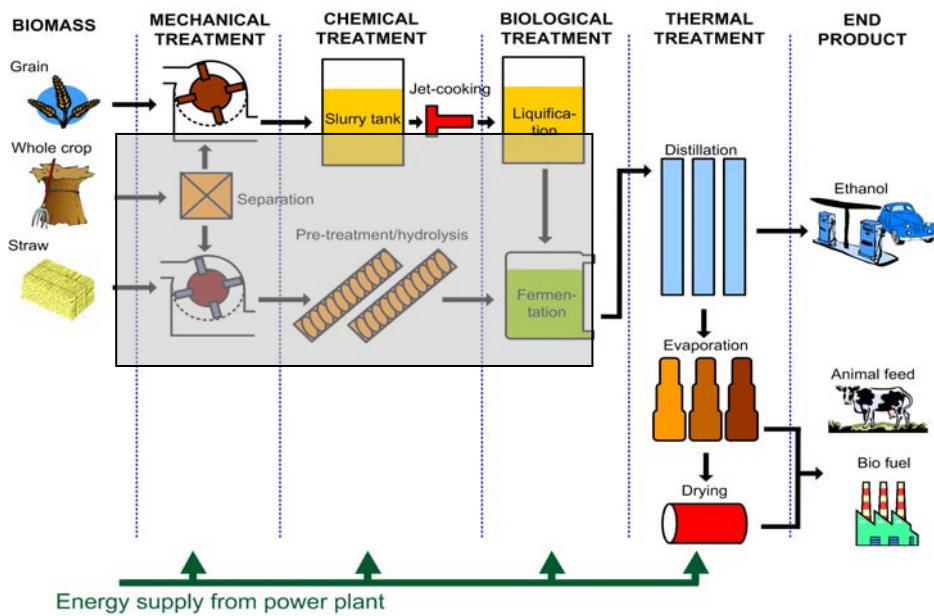 BIOMASS
MECHANICAL
TREATMENT
CHEMICAL
TREATMENT
BIOLOGICAL
TREATMENT
THERMAL
TREATMENT
END
PRODUCT
Grain
Slurry tank
Jet-cooking
Liquifica-
tion
Whole crop
Separation
Distillation
Ethanol
Pre-treatment/hydrolysis
Straw
Fermen-
tation
Evaporation
Animal feed
Bio fuel
Drying
Energy supply from power plant